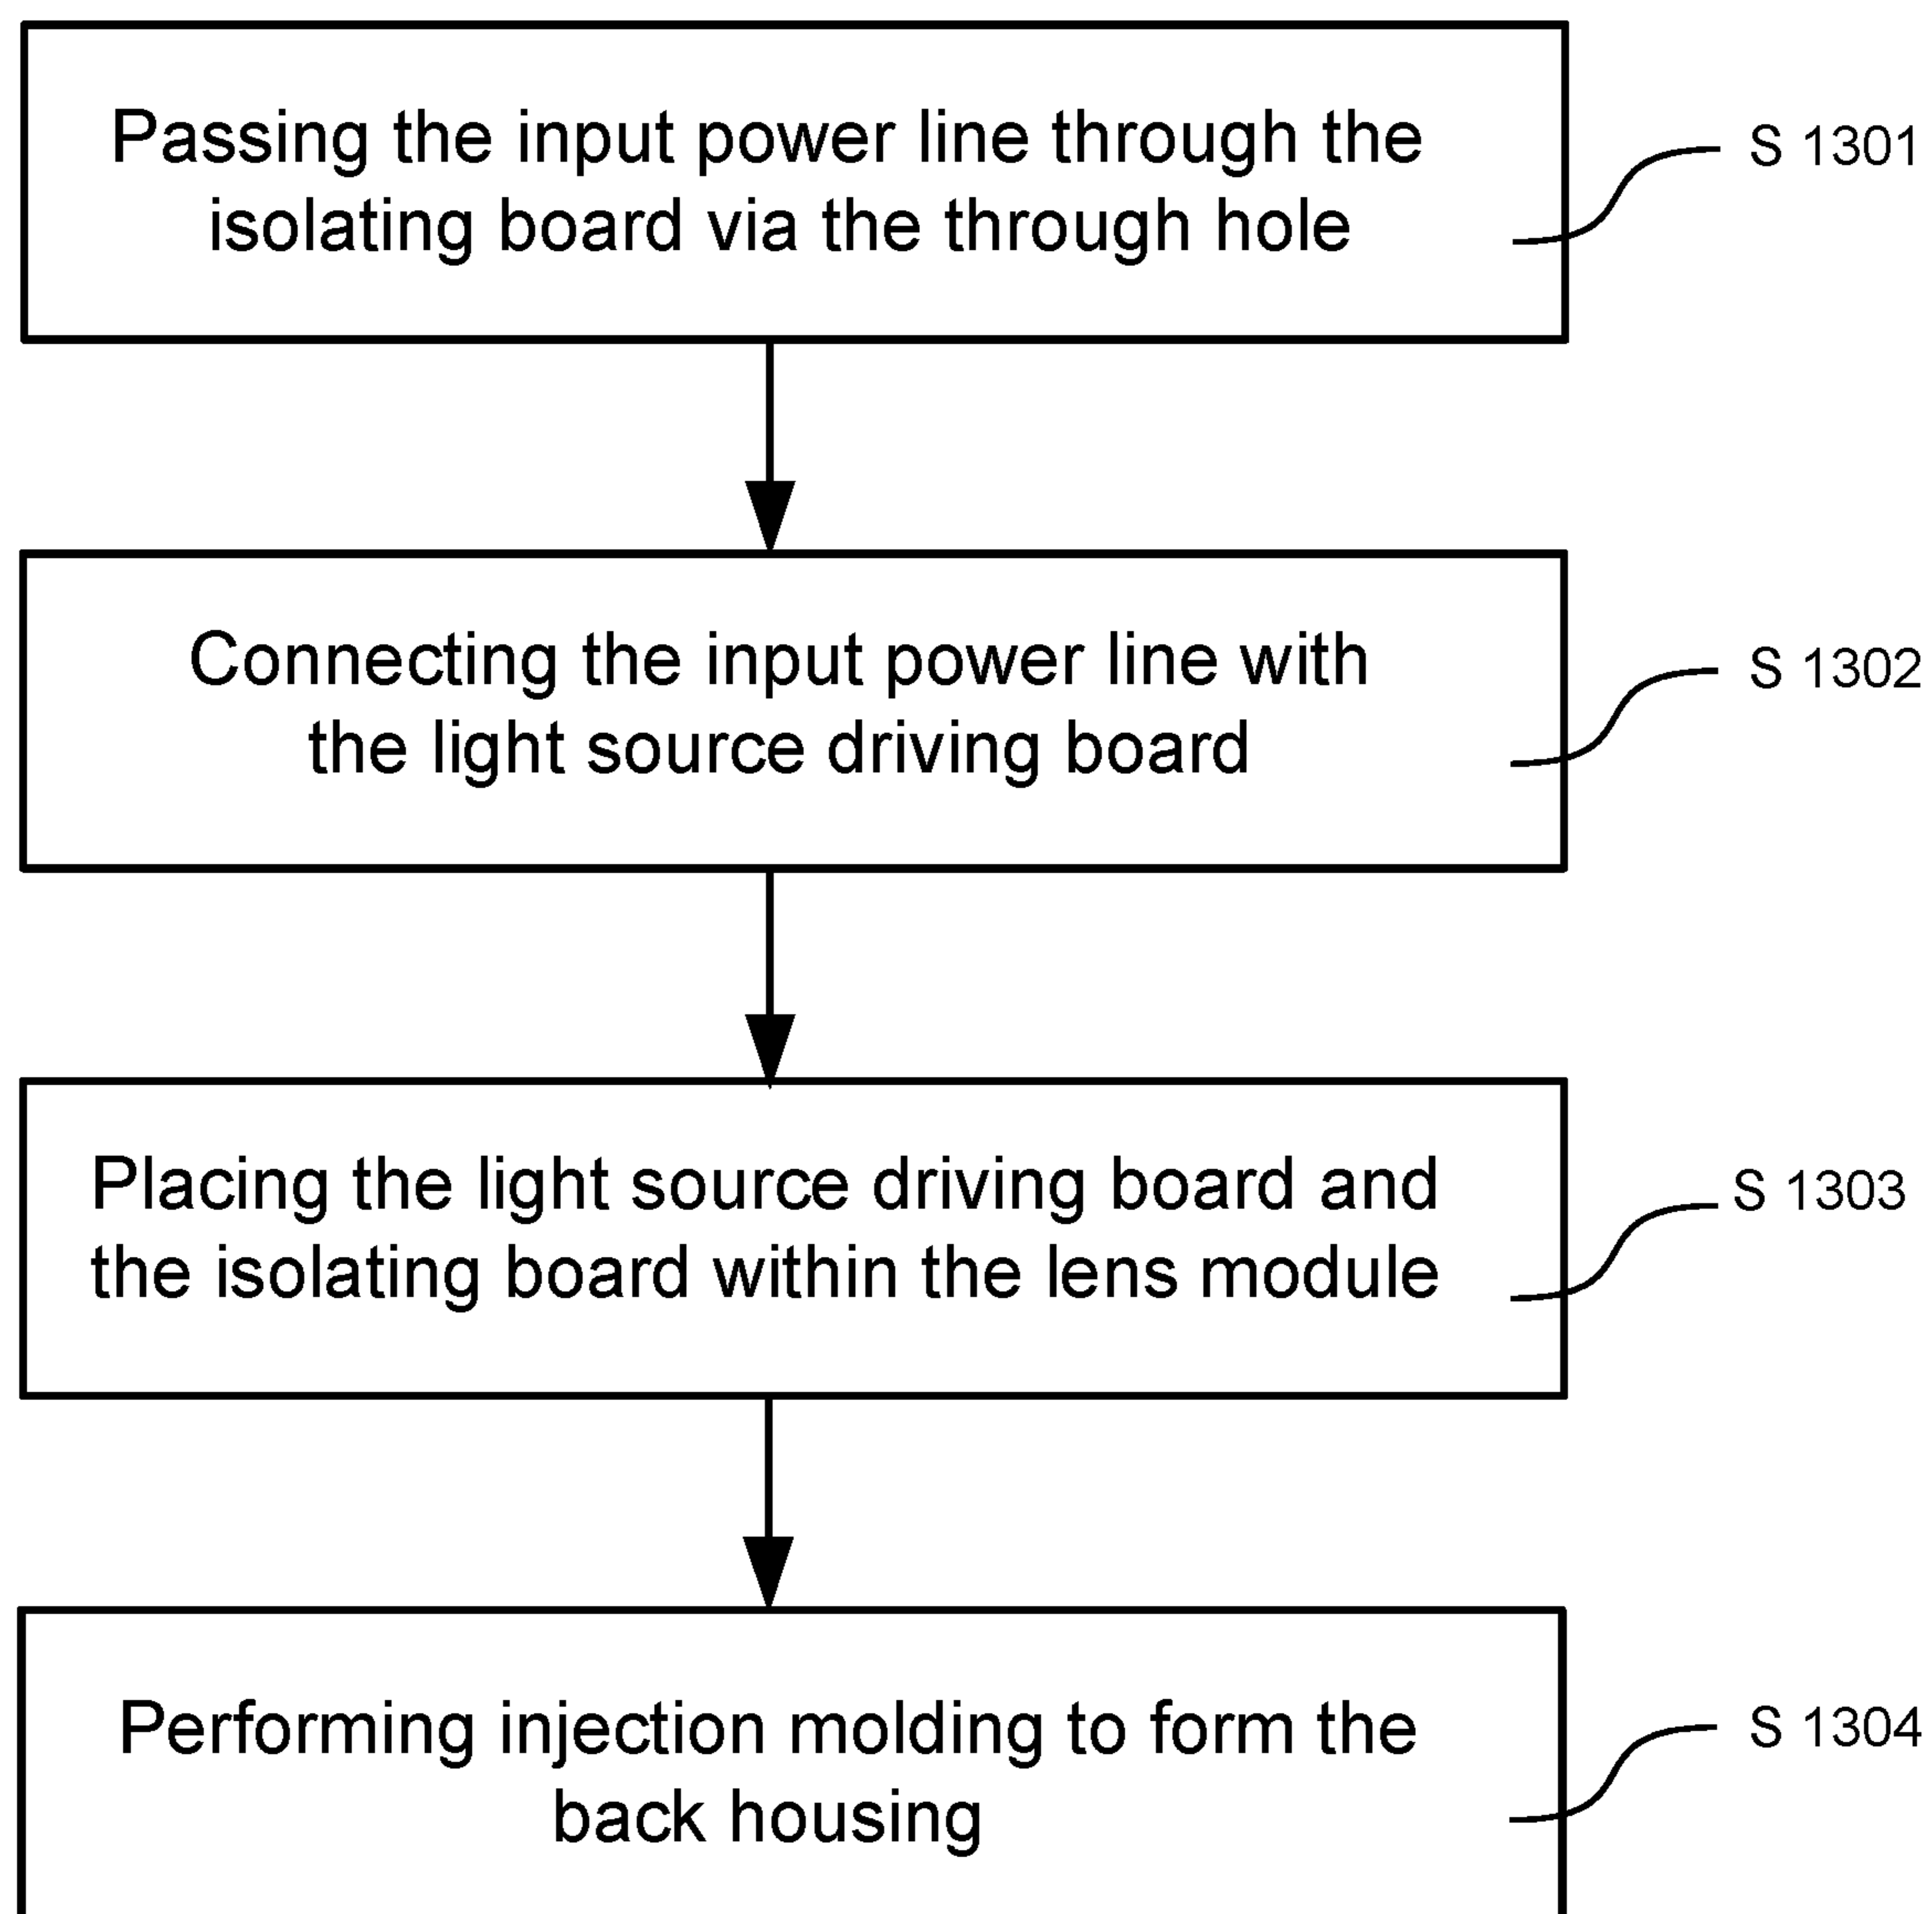 Passing the input power line through the
isolating board via the through hole
S 1301
Connecting the input power line with
the light source driving board
S 1302
Placing the light source driving board and
the isolating board within the lens module
S 1303
Performing injection molding to form the
back housing
S 1304